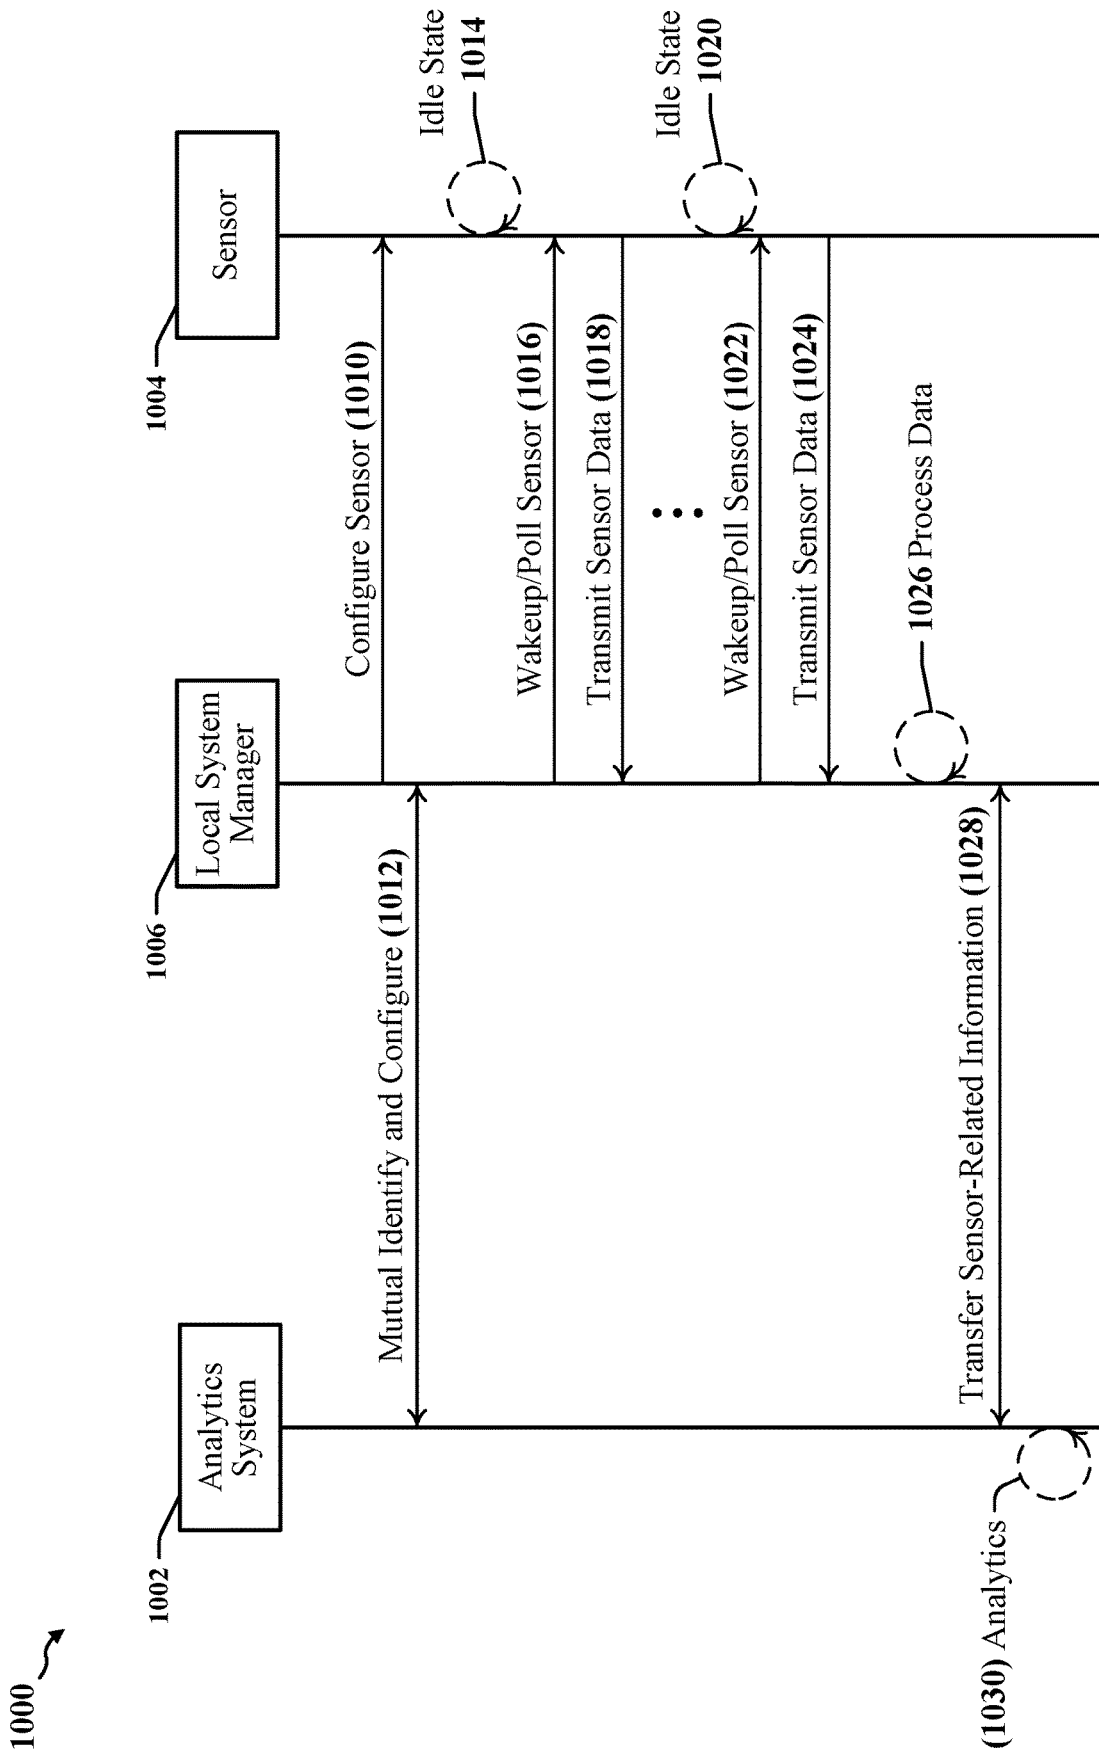 1000
1002
Analytics
System
1006
Local System
Manager
1004
Sensor
Configure Sensor (1010)
Mutual Identify and Configure (1012)
Idle State
1014
Wakeup/Poll Sensor (1016)
Transmit Sensor Data (1018)
• • •
Idle State
1020
Wakeup/Poll Sensor (1022)
Transmit Sensor Data (1024)
1026 Process Data
Transfer Sensor-Related Information (1028)
(1030) Analytics